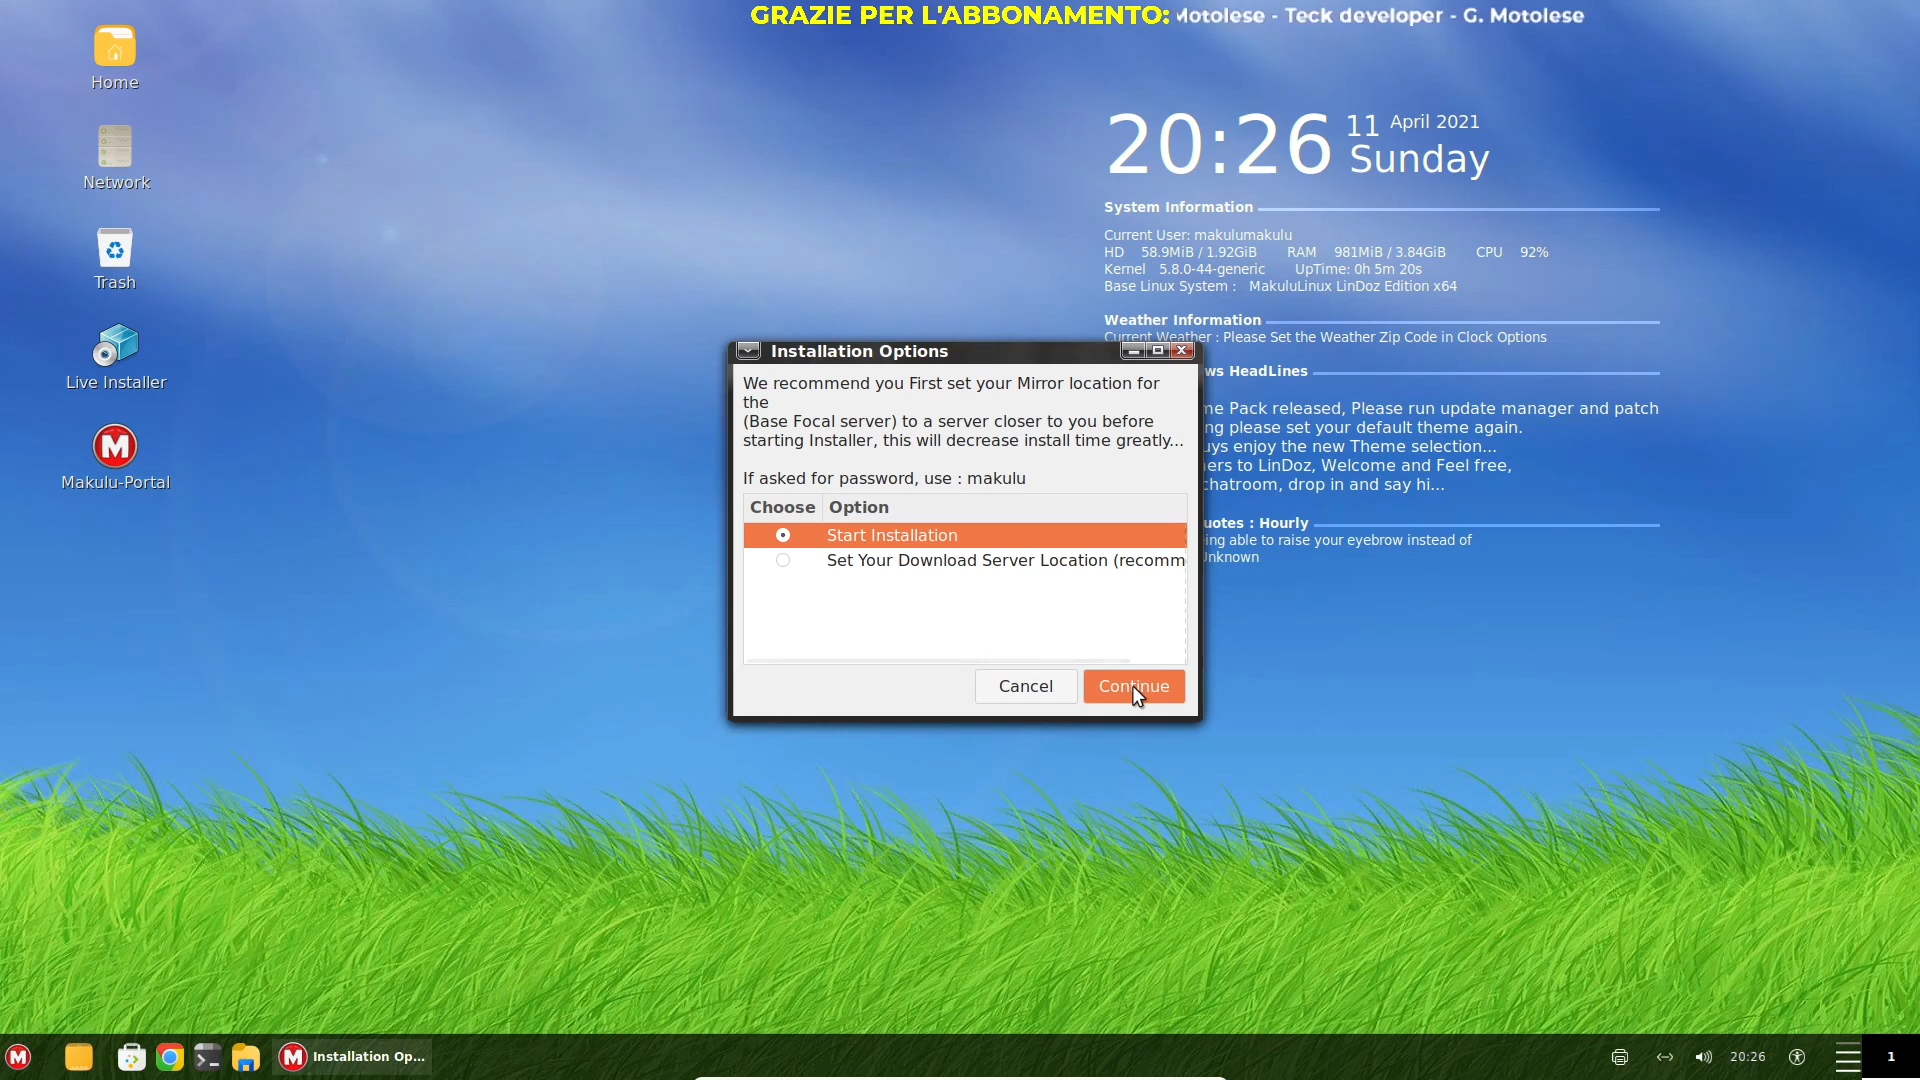 GRAZIE PER L'ABBONAMENTO: Motolese - Teck developer - G. Motolese
Home
Network
Trash
Live Installer
Makulu-Portal
20:26 11 April 2021
Sunday
System Information
Current User: makulumakulu
HD 58.9MiB / 1.92GiB RAM 981MiB / 3.84GiB CPU 92%
Kernel 5.8.0-44-generic UpTime: 0h 5m 20s
Base Linux System : MakuluLinux LinDoz Edition x64
Weather Information
Current Weather : Please Set the Weather Zip Code in Clock Options
ws HeadLines
me Pack released, Please run update manager and patch
ng please set your default theme again.
uys enjoy the new Theme selection...
ers to LinDoz, Welcome and Feel free,
chatroom, drop in and say hi...
uotes : Hourly
ing able to raise your eyebrow instead of
Unknown
Installation Options
We recommend you First set your Mirror location for
the
(Base Focal server) to a server closer to you before
starting Installer, this will decrease install time greatly...
If asked for password, use : makulu
Choose Option
Start Installation
Set Your Download Server Location (recomm
Cancel Continue
M
M
M Installation Op...
20:26
1